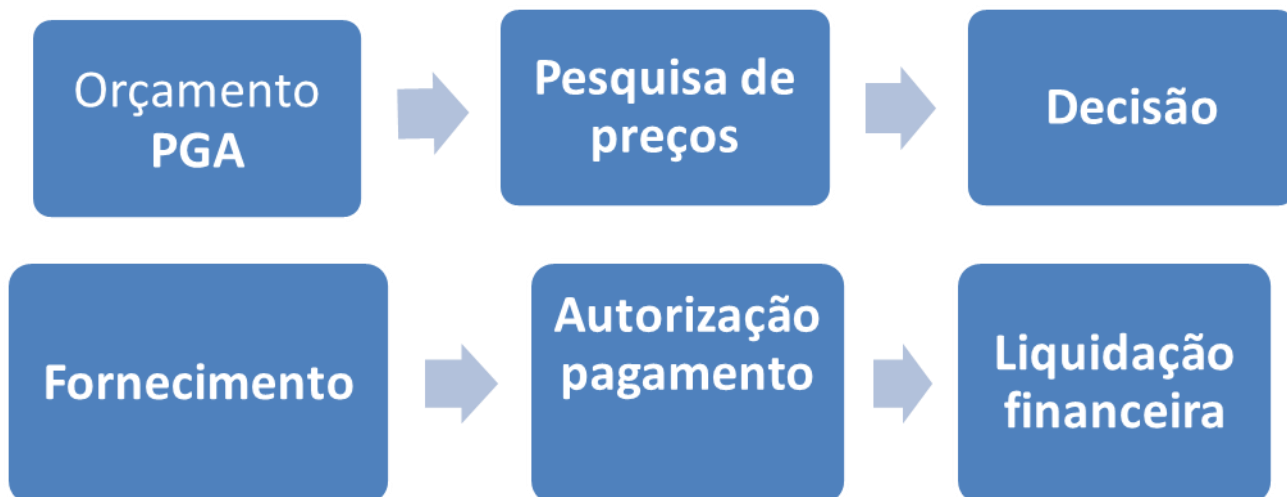 Orçamento
PGA
Pesquisa de
preços
Decisão
Fornecimento
Autorização
pagamento
Liquidação
financeira